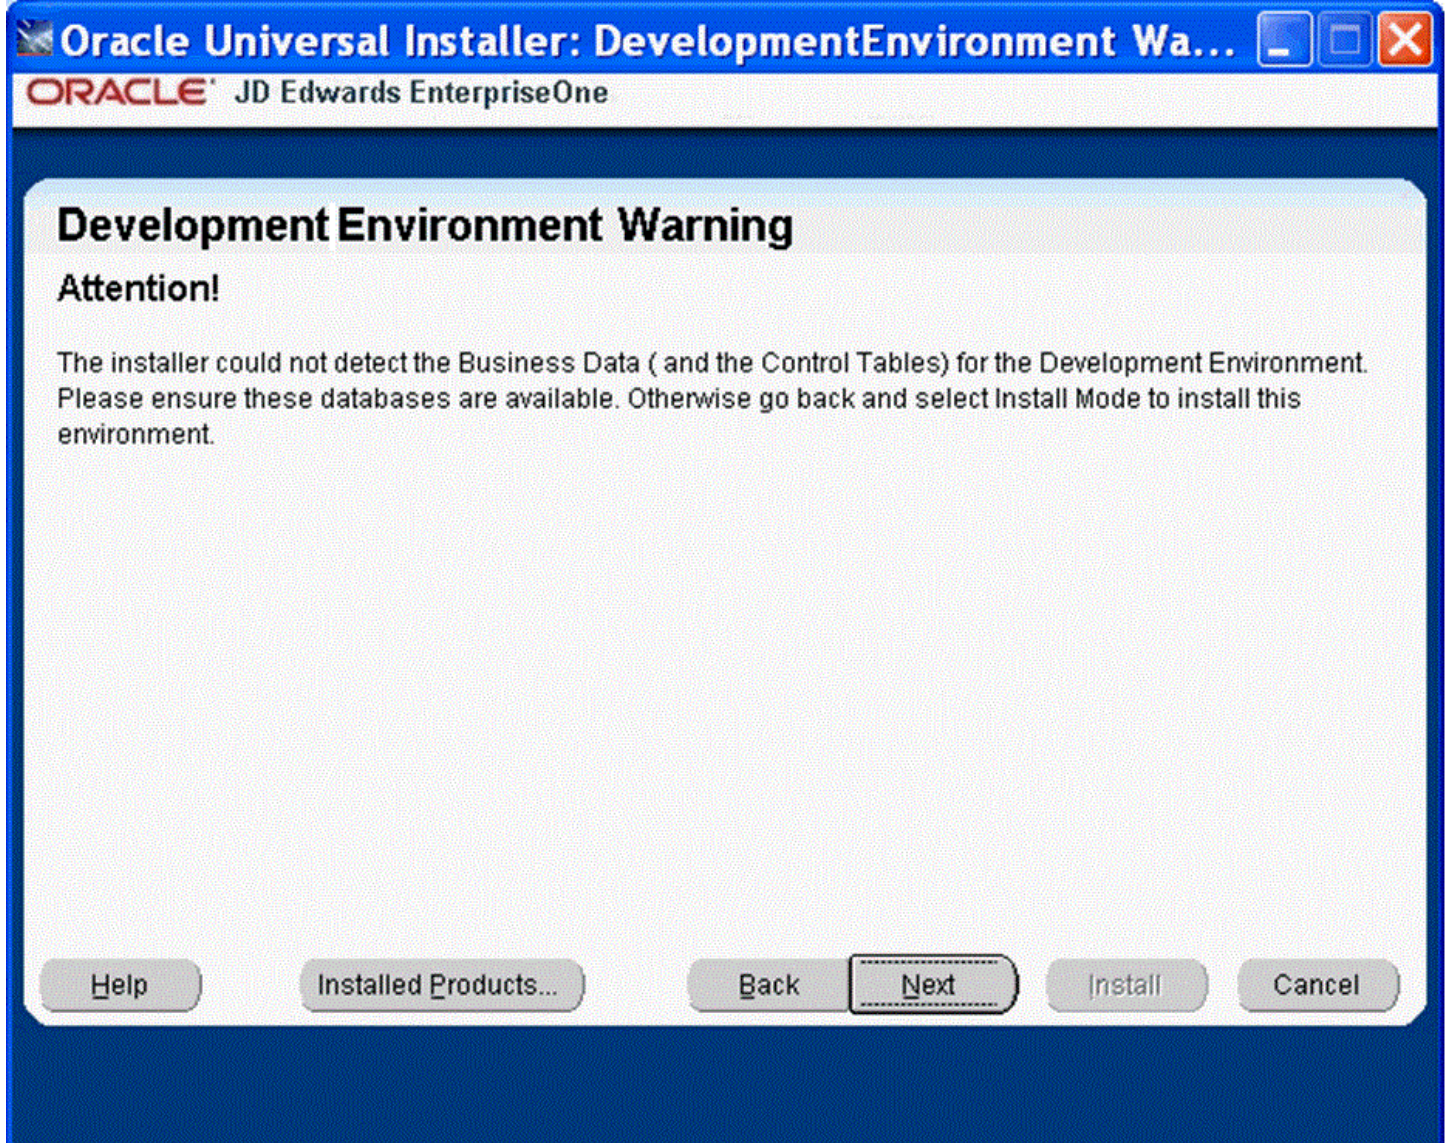 Oracle Universal Installer: DevelopmentEnvironment Wa...
ORACLE' JD Edwards EnterpriseOne
Development Environment Warning
Attention!
The installer could not detect the Business Data ( and the Control Tables) for the Development Environment.
Please ensure these databases are available. Otherwise go back and select Install Mode to install this
environment.
Help Installed Products... Back Next Install Cancel